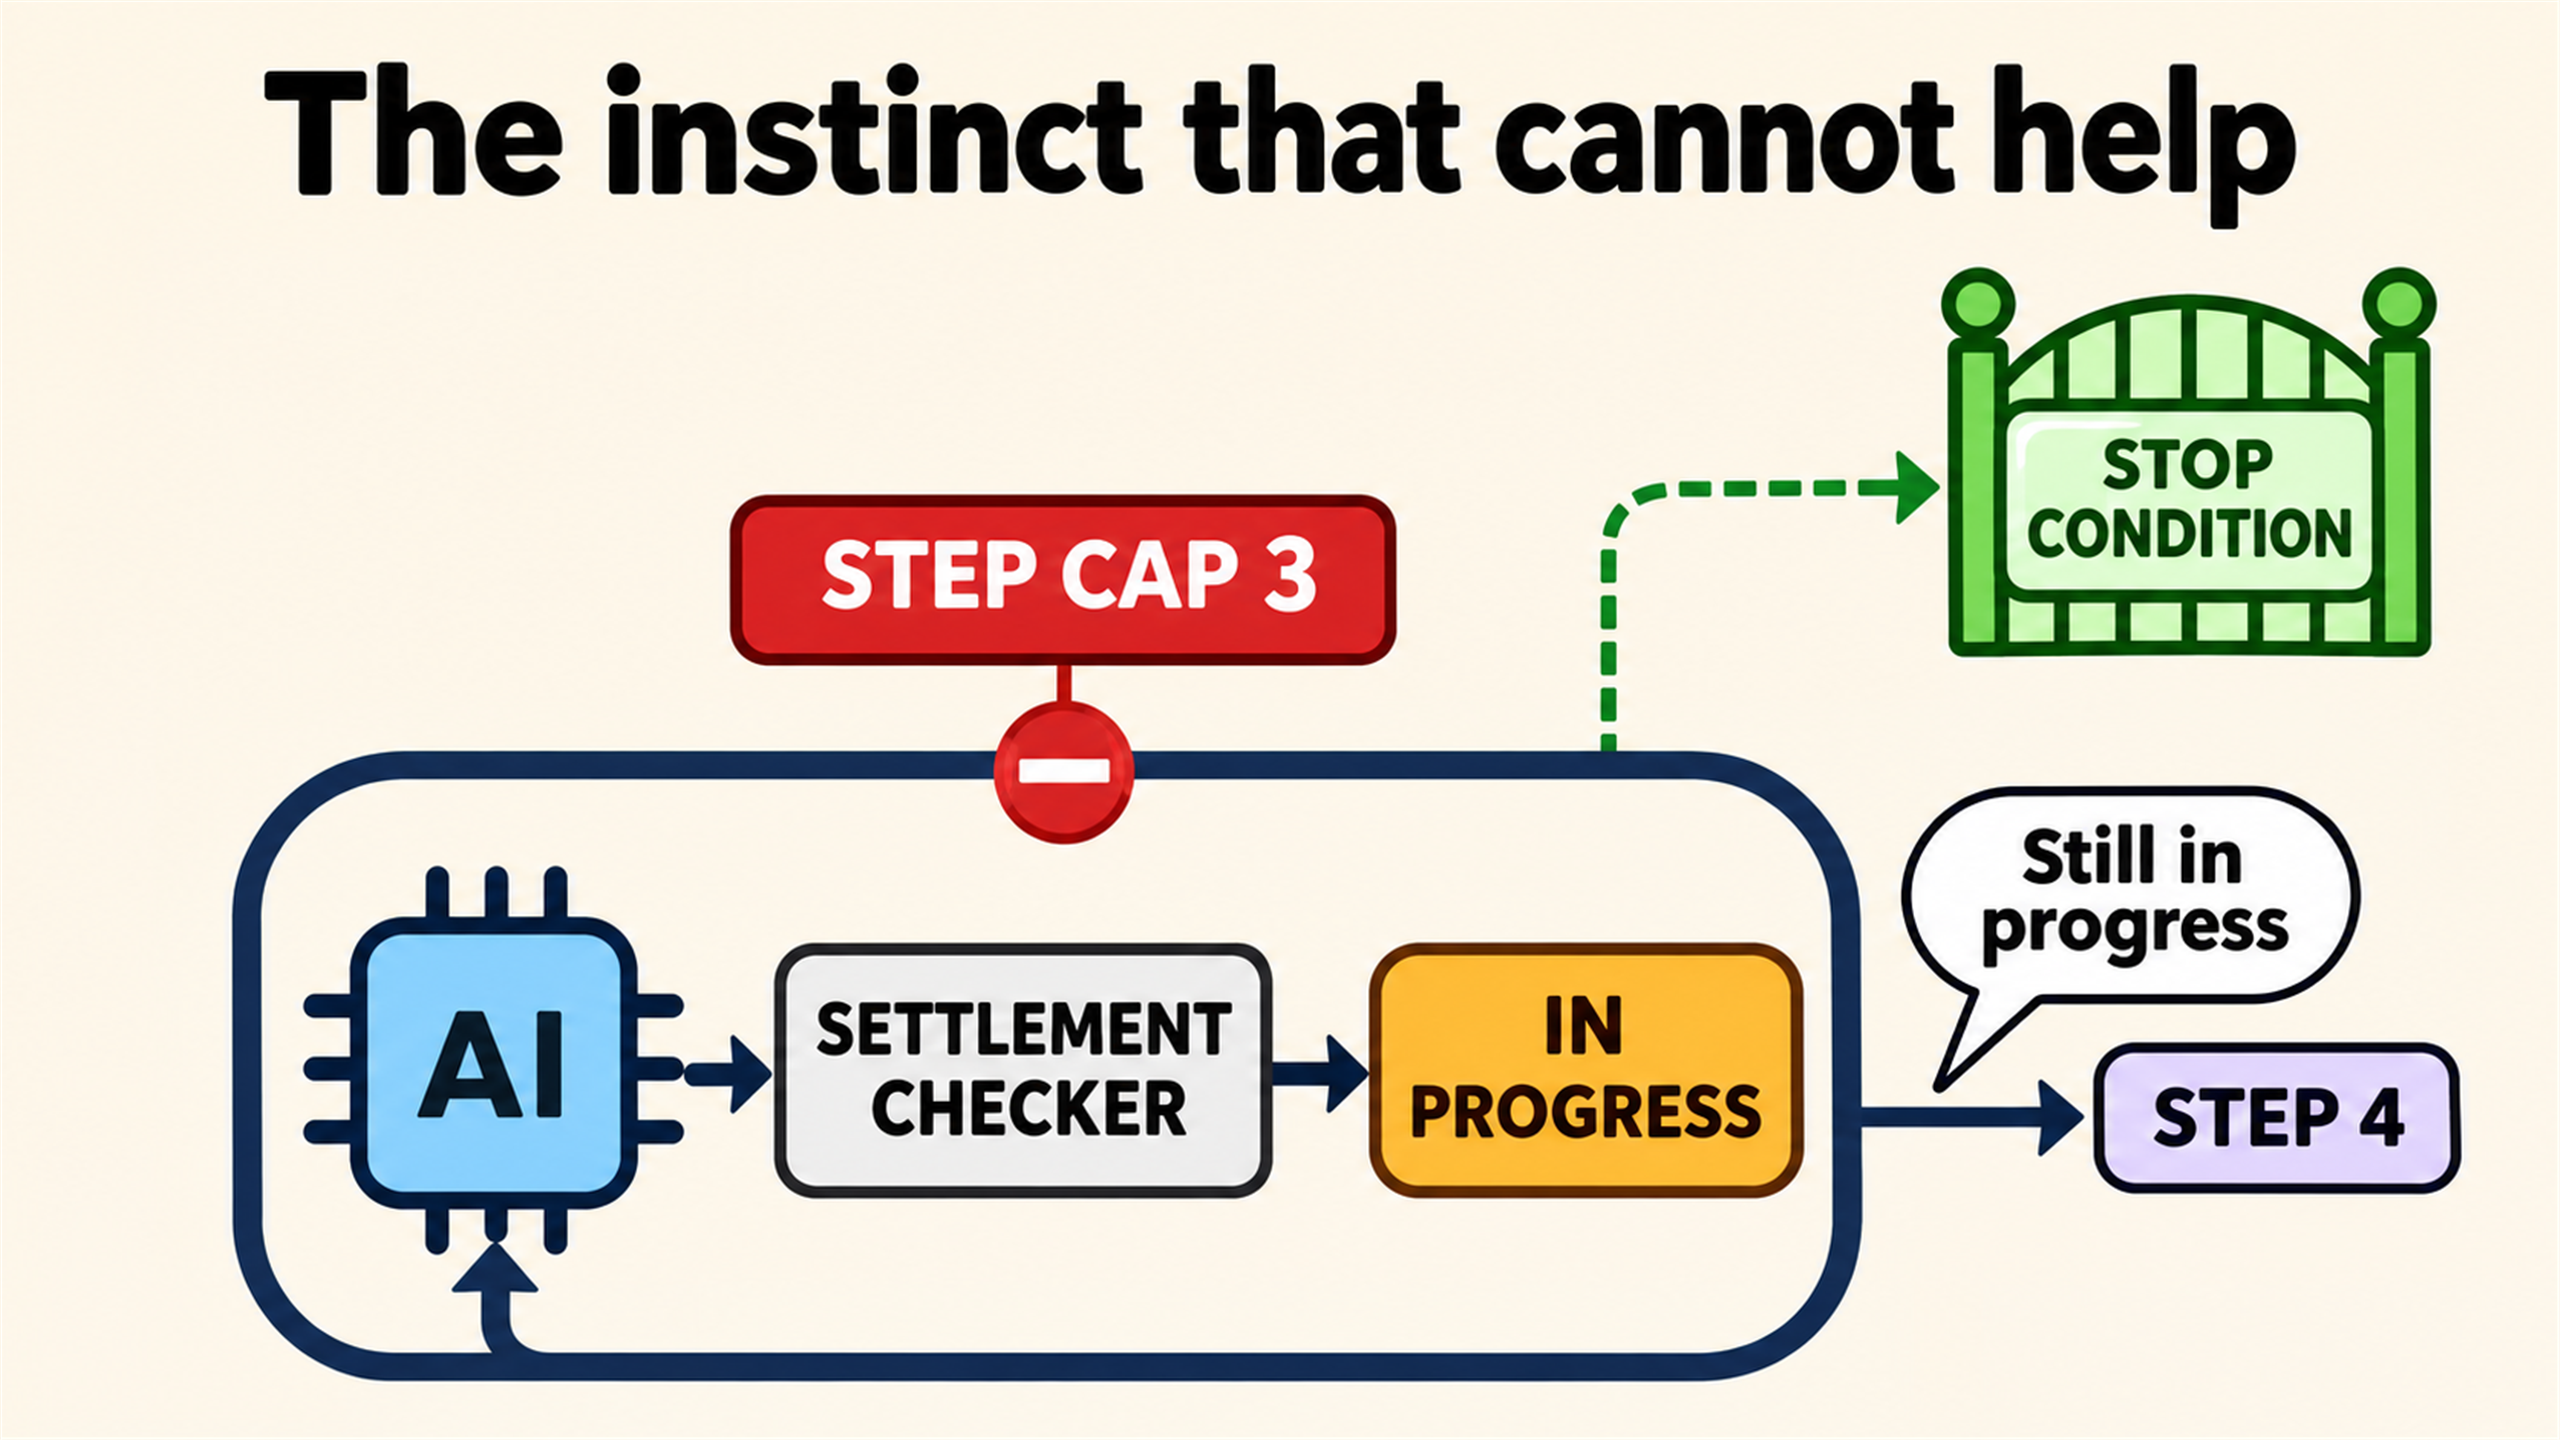 The instinct that cannot help
STOP
CONDITION
STEP CAP 3
Still in
progress
AI
SETTLEMENT
CHECKER
IN
PROGRESS
STEP 4